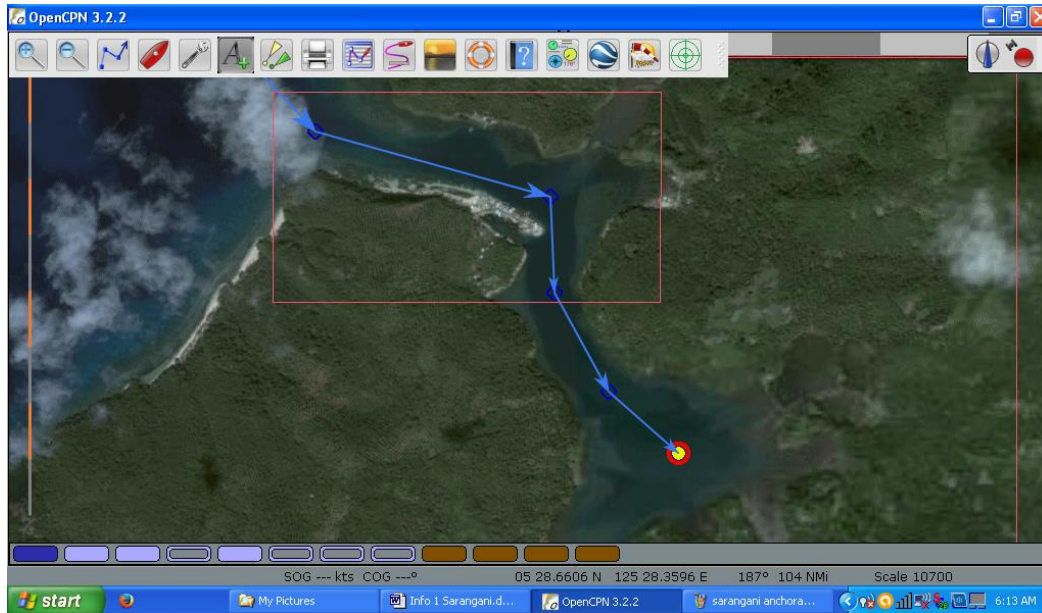 OpenCPN 3.2.2
SOG --- kts COG ---°
05 28.6606 N 125 28.3596 E
187° 104 NMi
Scale 10700
start
My Pictures
Info 1 Sarangani.d...
OpenCPN 3.2.2
sarangani anchora...
6:13 AM